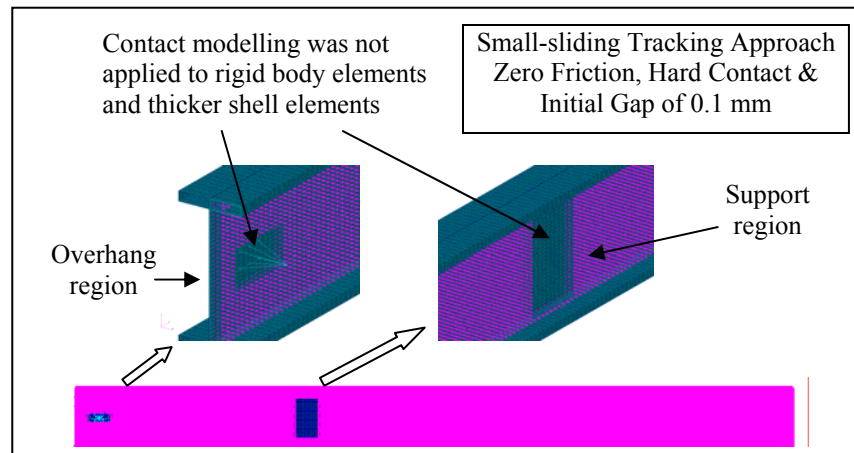 Contact modelling was not
applied to rigid body elements
and thicker shell elements
Small-sliding Tracking Approach
Zero Friction, Hard Contact &
Initial Gap of 0.1 mm
Support
region
Overhang
region